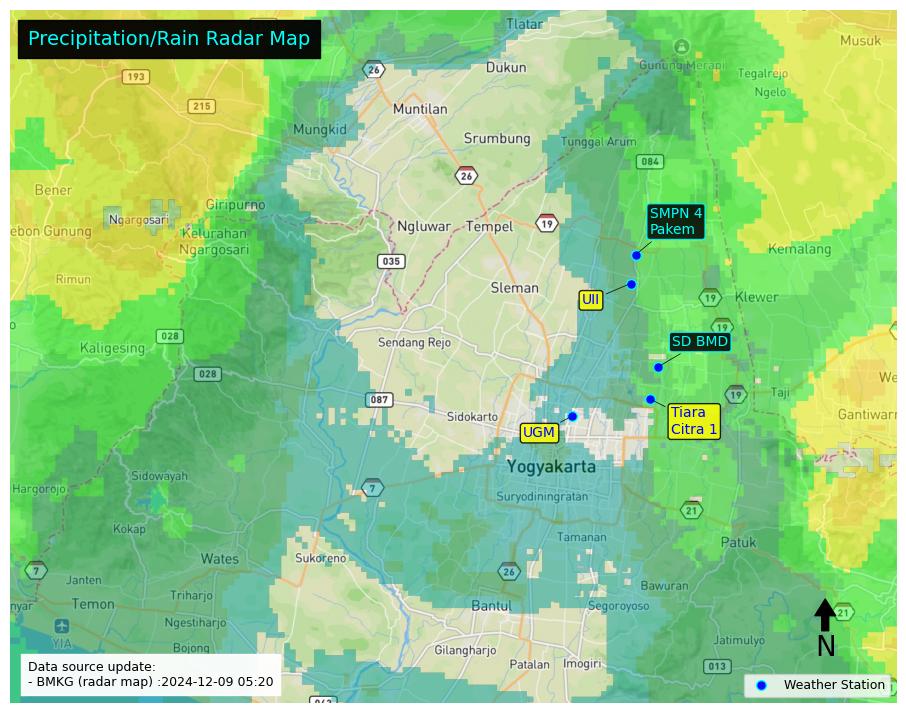 Precipitation/Rain Radar Map
Tlatar
Musuk
26
Dukun
Gunung Merapi
Tegalrejo
193
Ngelo
215
Muntilan
Mungkid
Srumbung
Tunggal Arum
084
26
Bener
Giripurno
Ngargosari
SMPN 4
Pakem
19
Ngluwar
Tempel
ebon Gunung
Kelurahan
Ngargosari
Kemalang
035
Rimun
Sleman
UII
19
Klewer
19
028
Sendang Rejo
SD BMD
Kaligesing
028
We
087
19
Taji
Sidokarto
Tiara
Citra 1
Gantiwarn
UGM
Yogyakarta
Sidowayah
Hargorojo
7
Suryodiningratan
21
Kokap
Tamanan
Patuk
Wates
Sukoreno
7
26
Janten
Bawuran
Triharjo
nyar
Temon
Bantul
Segoroyoso
21
Ngestiharjo
YIA
Bojong
Jatimulyo
N
Gilangharjo
Patalan
Imogiri
013
Data source update:
- BMKG (radar map) :2024-12-09 05:20
Weather Station